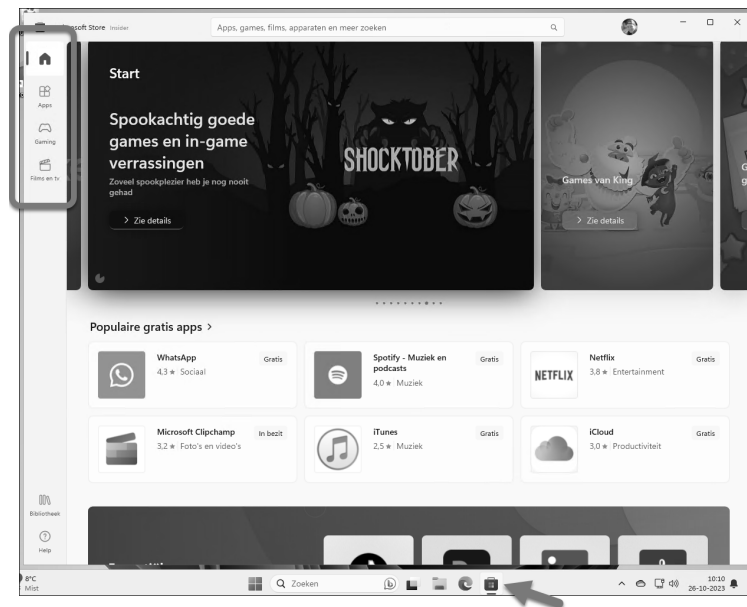 Microsoft Store Insider
Apps, games, films, apparaten en meer zoeken
Apps
Gaming
Films en tv
Start
Spookachtig goede
games en in-game
verrassingen
Zoveel spookplezier heb je nog nooit
gehad
Zie details
SHOCKTOBER
Games van King
Zie details
Populaire gratis apps
WhatsApp
Gratis
4,3 ★ Sociaal
Spotify - Muziek en
podcasts
Gratis
4,0 ★ Muziek
NETFLIX
Netflix
Gratis
3,8 ★ Entertainment
Microsoft Clipchamp
In bezit
3,2 ★ Foto's en video's
iTunes
Gratis
2,5 ★ Muziek
iCloud
Gratis
3,0 ★ Productiviteit
Bibliotheek
Help
8°C
Mist
Zoeken
10:10
26-10-2023